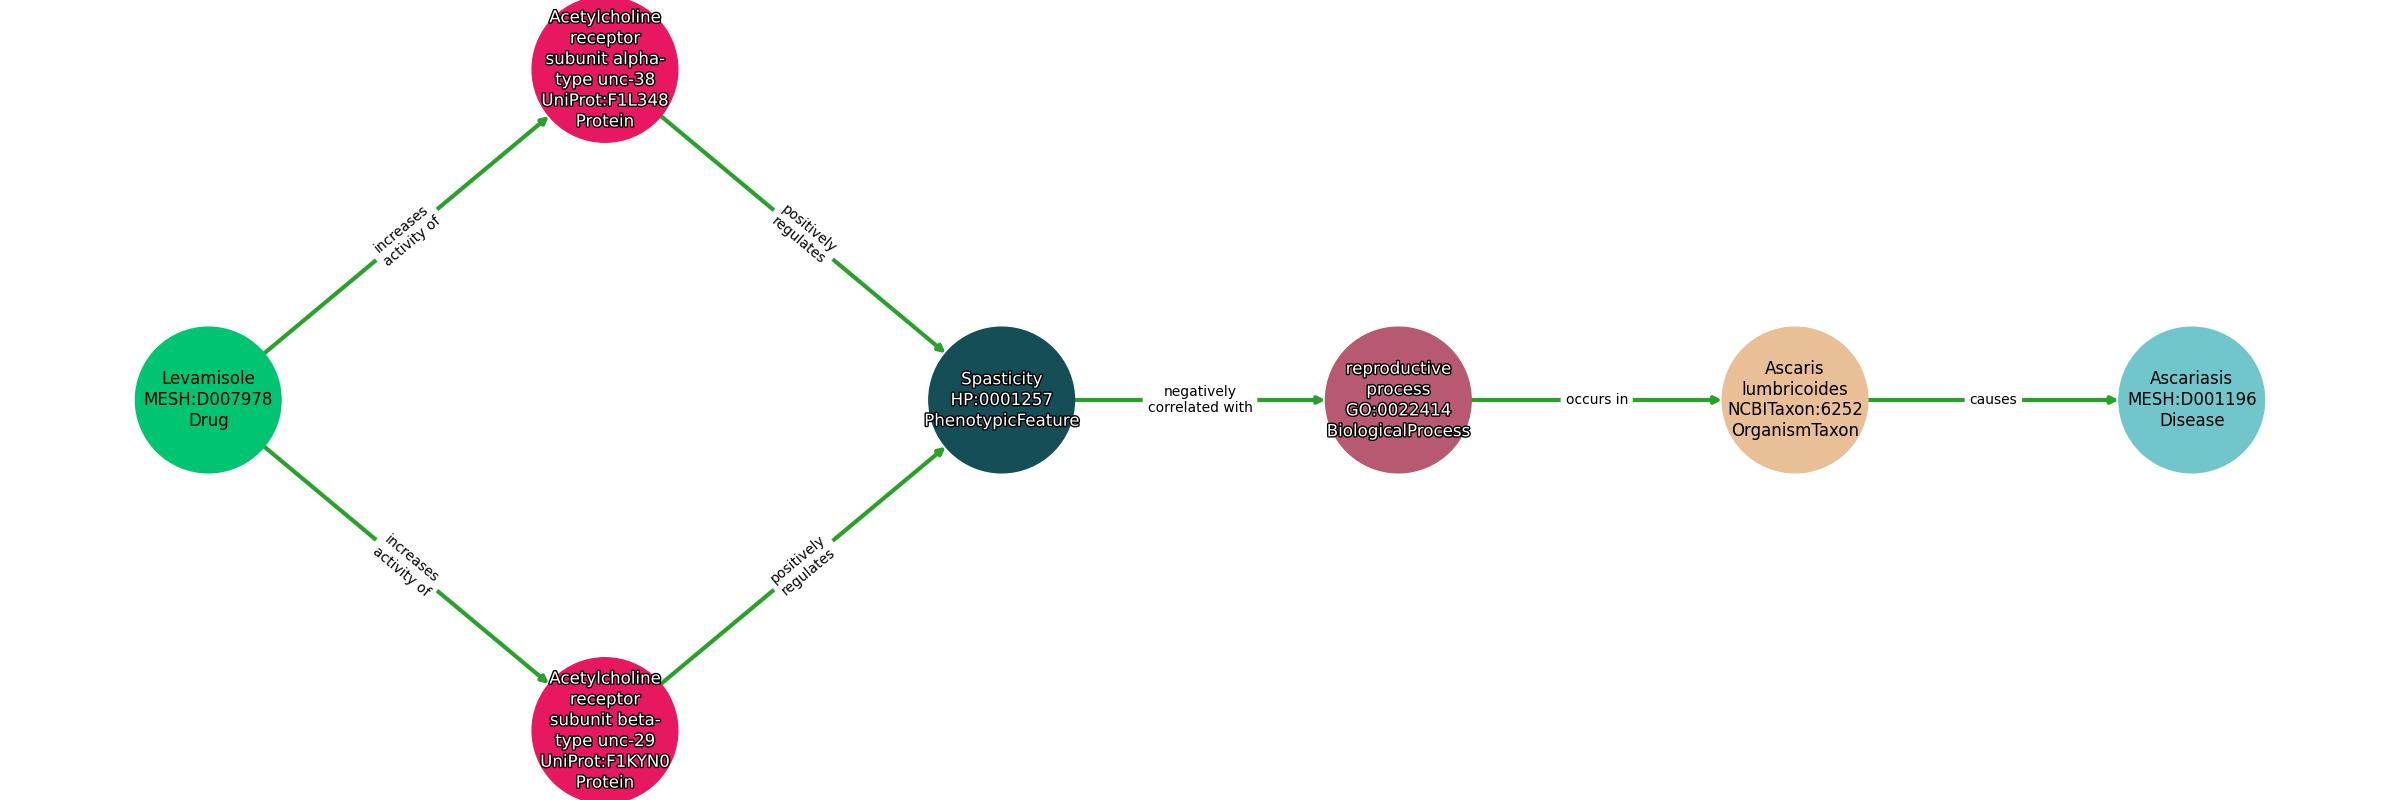 Acetylcholine
receptor
subunit alpha-
type unc-38
UniProt:F1L348
Protein
increases
activity of
positively
regulates
Levamisole
MESH:D007978
Drug
Spasticity
HP:0001257
PhenotypicFeature
negatively
correlated with
reproductive
process
GO:0022414
BiologicalProcess
occurs in
Ascaris
lumbricoides
NCBITaxon:6252
OrganismTaxon
causes
Ascariasis
MESH:D001196
Disease
increases
activity of
positively
regulates
Acetylcholine
receptor
subunit beta-
type unc-29
UniProt:F1KYN0
Protein